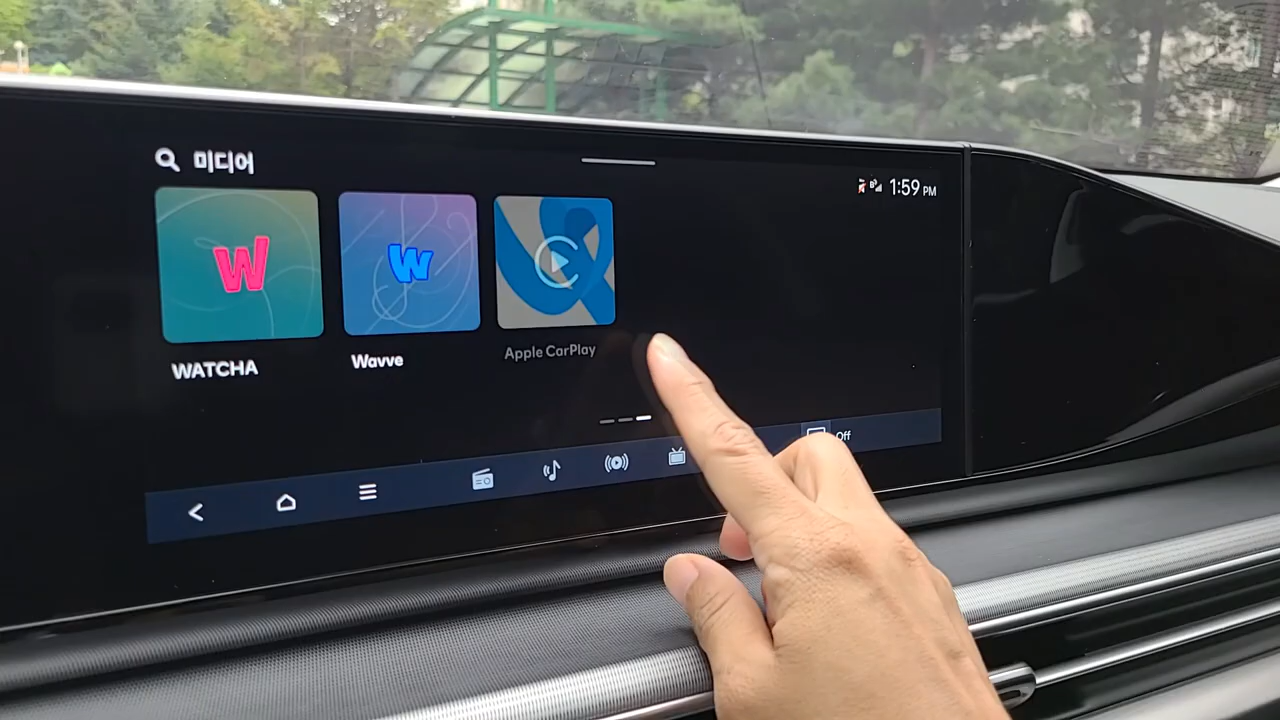 미디어
1:59 PM
W
W
WATCHA
Wavve
Apple CarPlay
Off